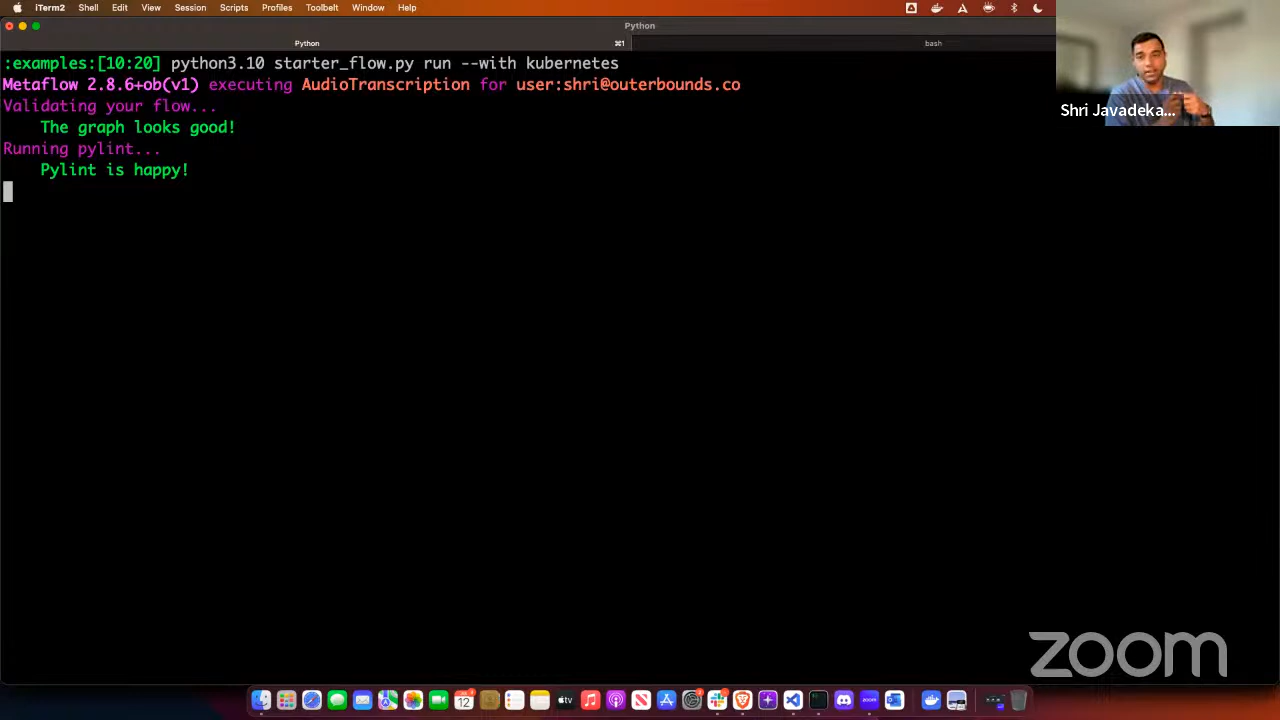 iTerm2 Shell Edit View Session Scripts Profiles Toolbelt Window Help
Python
Python ⌘1 bash
:examples:[10:20] python3.10 starter_flow.py run --with kubernetes
Metaflow 2.8.6+ob(v1) executing AudioTranscription for user:shri@outerbounds.co
Validating your flow...
The graph looks good!
Running pylint...
Pylint is happy!
Shri Javadeka...
zoom
12